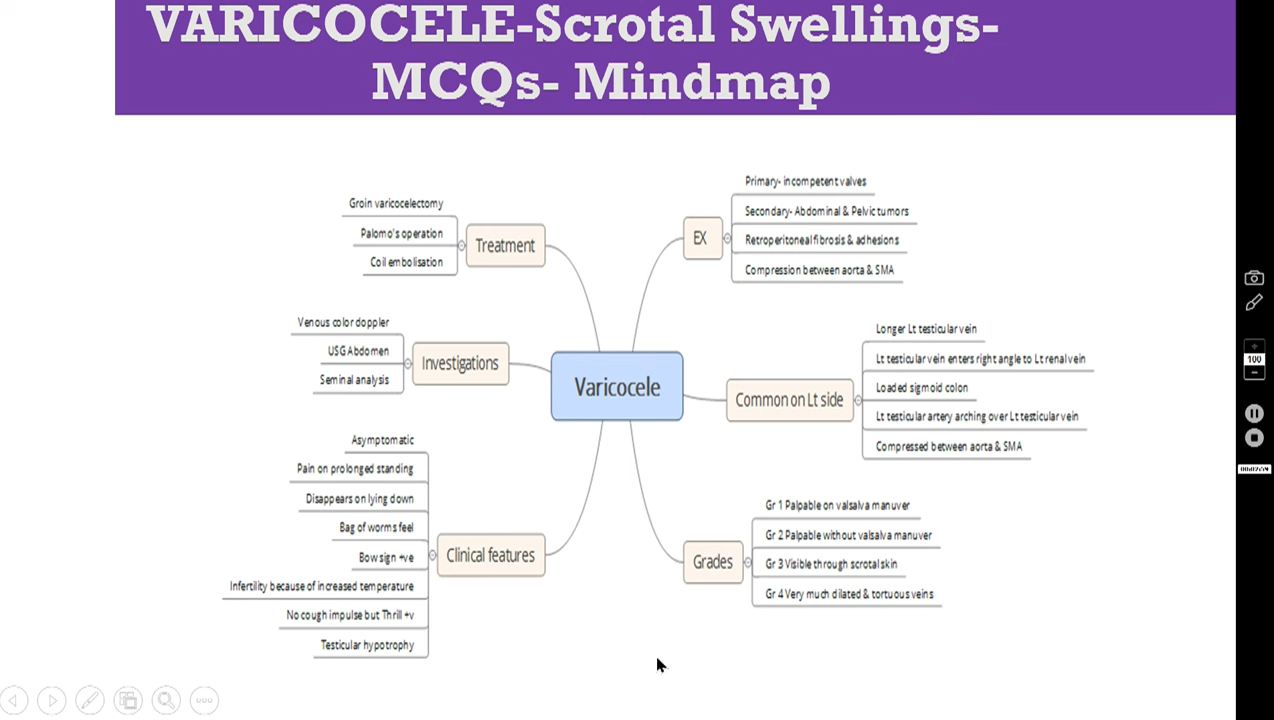 VARICOCELE-Scrotal Swellings-
MCQs- Mindmap
Varicocele
Treatment
Groin varicocelectomy
Palomo's operation
Coil embolisation
Investigations
Venous color doppler
USG Abdomen
Seminal analysis
Clinical features
Asymptomatic
Pain on prolonged standing
Disappears on lying down
Bag of worms feel
Bow sign +ve
Infertility because of increased temperature
No cough impulse but Thrill +v
Testicular hypotrophy
EX
Primary- incompetent valves
Secondary- Abdominal & Pelvic tumors
Retroperitoneal fibrosis & adhesions
Compression between aorta & SMA
Common on Lt side
Longer Lt testicular vein
Lt testicular vein enters right angle to Lt renal vein
Loaded sigmoid colon
Lt testicular artery arching over Lt testicular vein
Compressed between aorta & SMA
Grades
Gr 1 Palpable on valsalva manuver
Gr 2 Palpable without valsalva manuver
Gr 3 Visible through scrotal skin
Gr 4 Very much dilated & tortuous veins
100